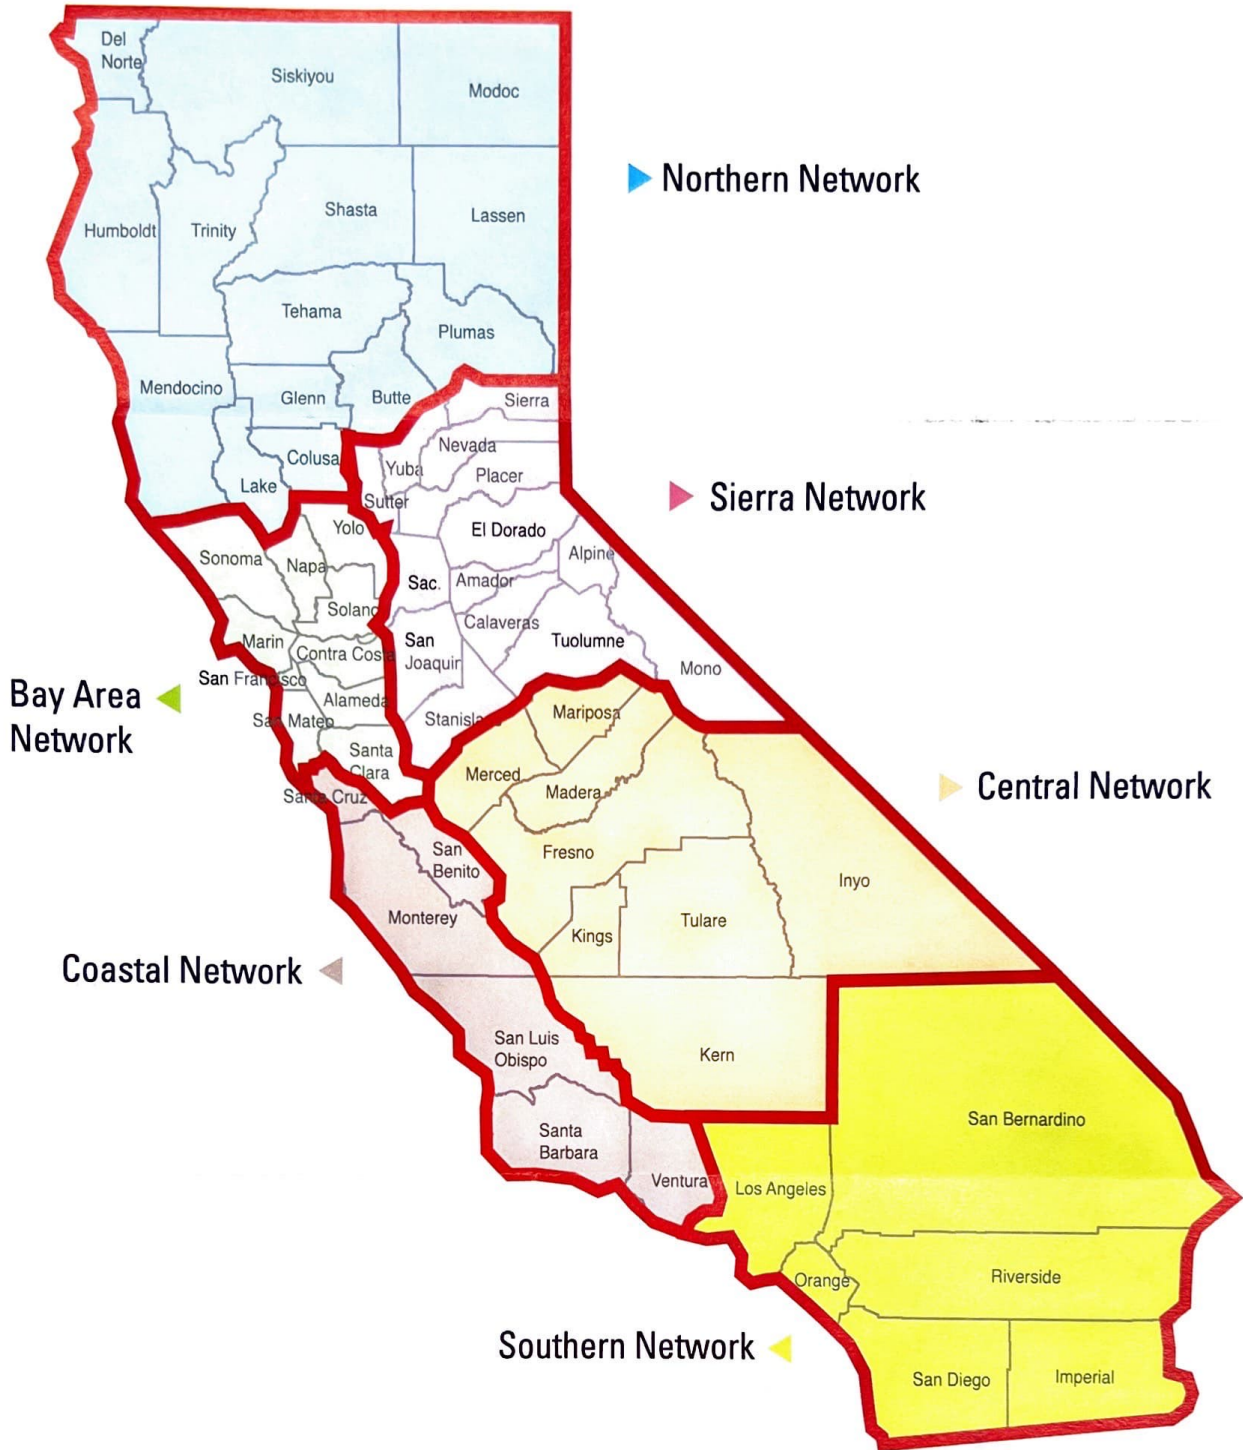 Del
Norte
Siskiyou
Modoc
Northern Network
Humboldt
Trinity
Shasta
Lassen
Tehama
Plumas
Mendocino
Glenn
Butte
Sierra
Colusa
Lake
Nevada
Yuba
Placer
Sutter
Sierra Network
Yolo
El Dorado
Sonoma
Napa
Alpine
Sac.
Amador
Solano
Calaveras
Marin
Contra Costa
San
Joaquin
Tuolumne
Mono
San Francisco
Bay Area
Network
Alameda
San Mateo
Stanislaus
Mariposa
Santa
Clara
Merced
Madera
Central Network
Santa Cruz
San
Benito
Fresno
Inyo
Monterey
Kings
Tulare
Coastal Network
San Luis
Obispo
Kern
Santa
Barbara
San Bernardino
Ventura
Los Angeles
Orange
Riverside
Southern Network
San Diego
Imperial